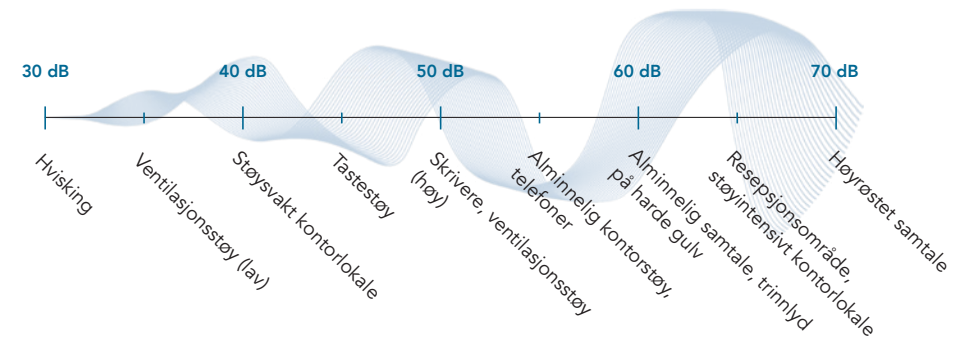 30 dB
40 dB
50 dB
60 dB
70 dB
Hvisking
Ventilasjonsstøy (lav)
Støysvakt kontorlokale
Tastestøy
Skrivere, ventilasjonsstøy
(høy)
Alminnelig kontorstøy,
telefoner
Alminnelig samtale, trinnlyd
på harde gulv
Resepsjonsområde,
støyintensivt kontorlokale
Høyrøstet samtale